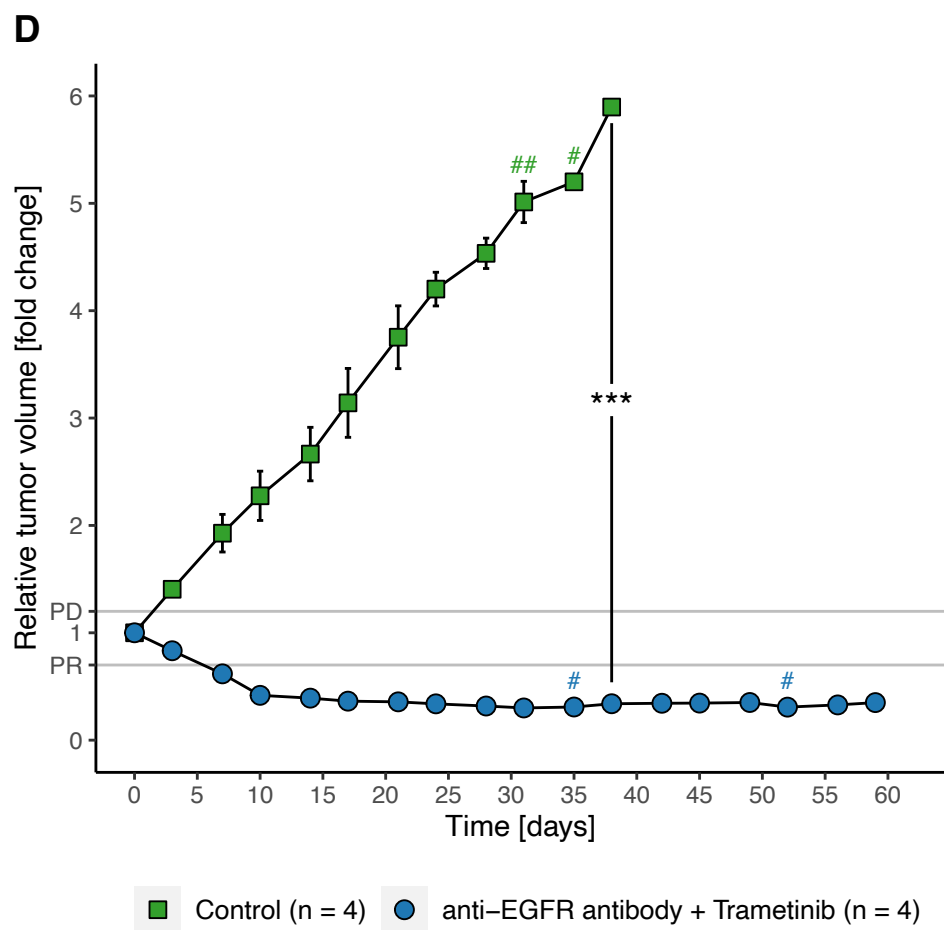 D
Relative tumor volume [fold change]
6
5
4
3
2
PD
1
PR
0
##
#
***
#
#
0 5 10 15 20 25 30 35 40 45 50 55 60
Time [days]
Control (n = 4) anti−EGFR antibody + Trametinib (n = 4)